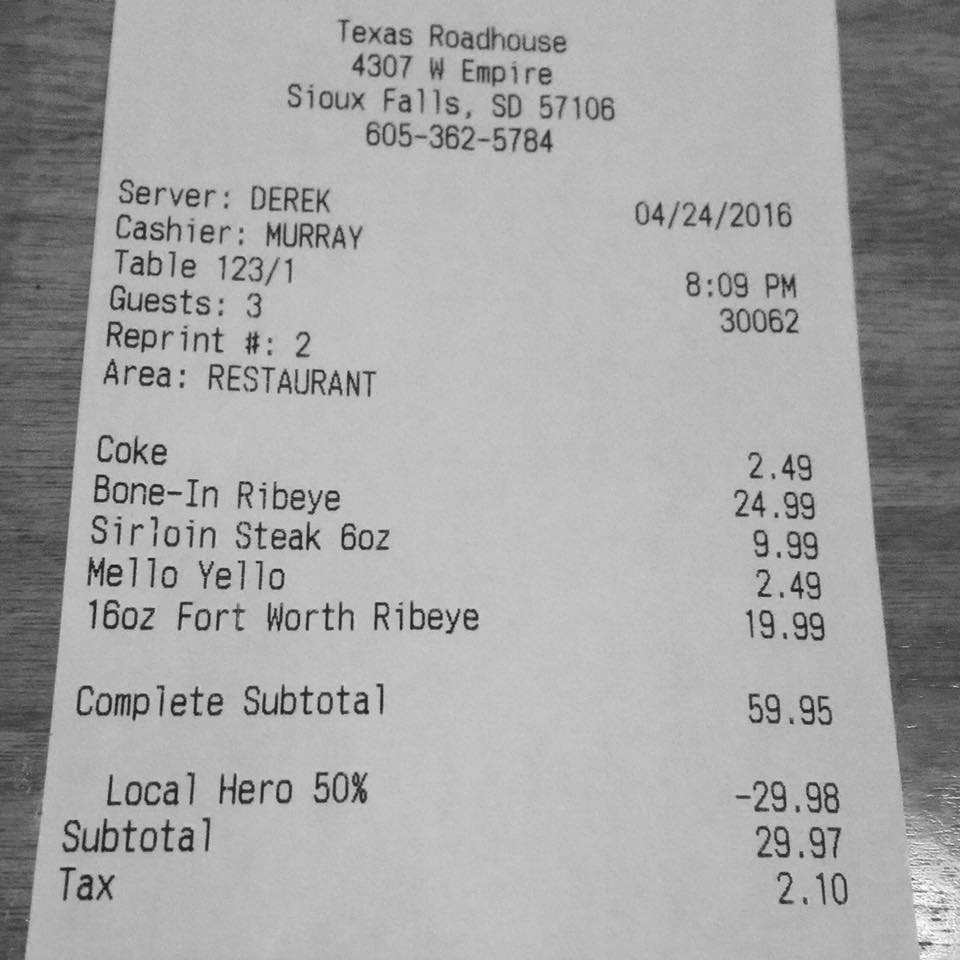 Texas Roadhouse
4307 W Empire
Sioux Falls, SD 57106
605-362-5784
Server: DEREK 04/24/2016
Cashier: MURRAY
Table 123/1 8:09 PM
Guests: 3 30062
Reprint #: 2
Area: RESTAURANT
Coke 2.49
Bone-In Ribeye 24.99
Sirloin Steak 6oz 9.99
Mello Yello 2.49
16oz Fort Worth Ribeye 19.99
Complete Subtotal 59.95
Local Hero 50% -29.98
Subtotal 29.97
Tax 2.10